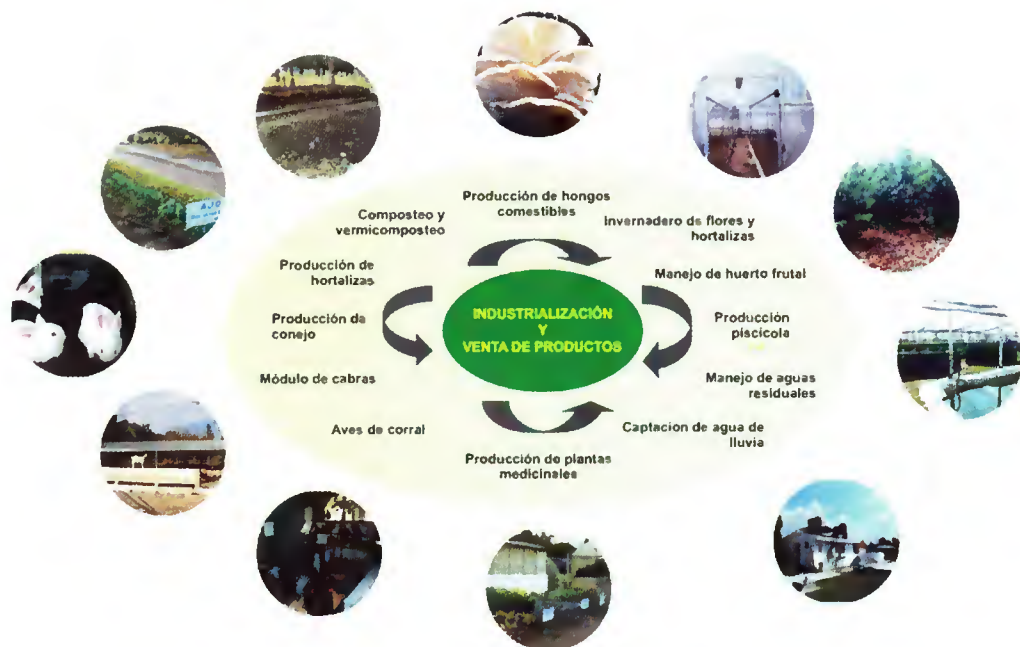 Producción de hongos
comestibles
Composteo y
vermicomposteo
Invernadero de flores y
hortalizas
Producción de
hortalizas
Manejo de huerto frutal
INDUSTRIALIZACIÓN
Y
VENTA DE PRODUCTOS
Producción da
conejo
Producción
piscícola
Módulo de cabras
Manejo de aguas
residuales
Aves de corral
Captacion de agua de
lluvia
Producción de plantas
medicinales
AJO